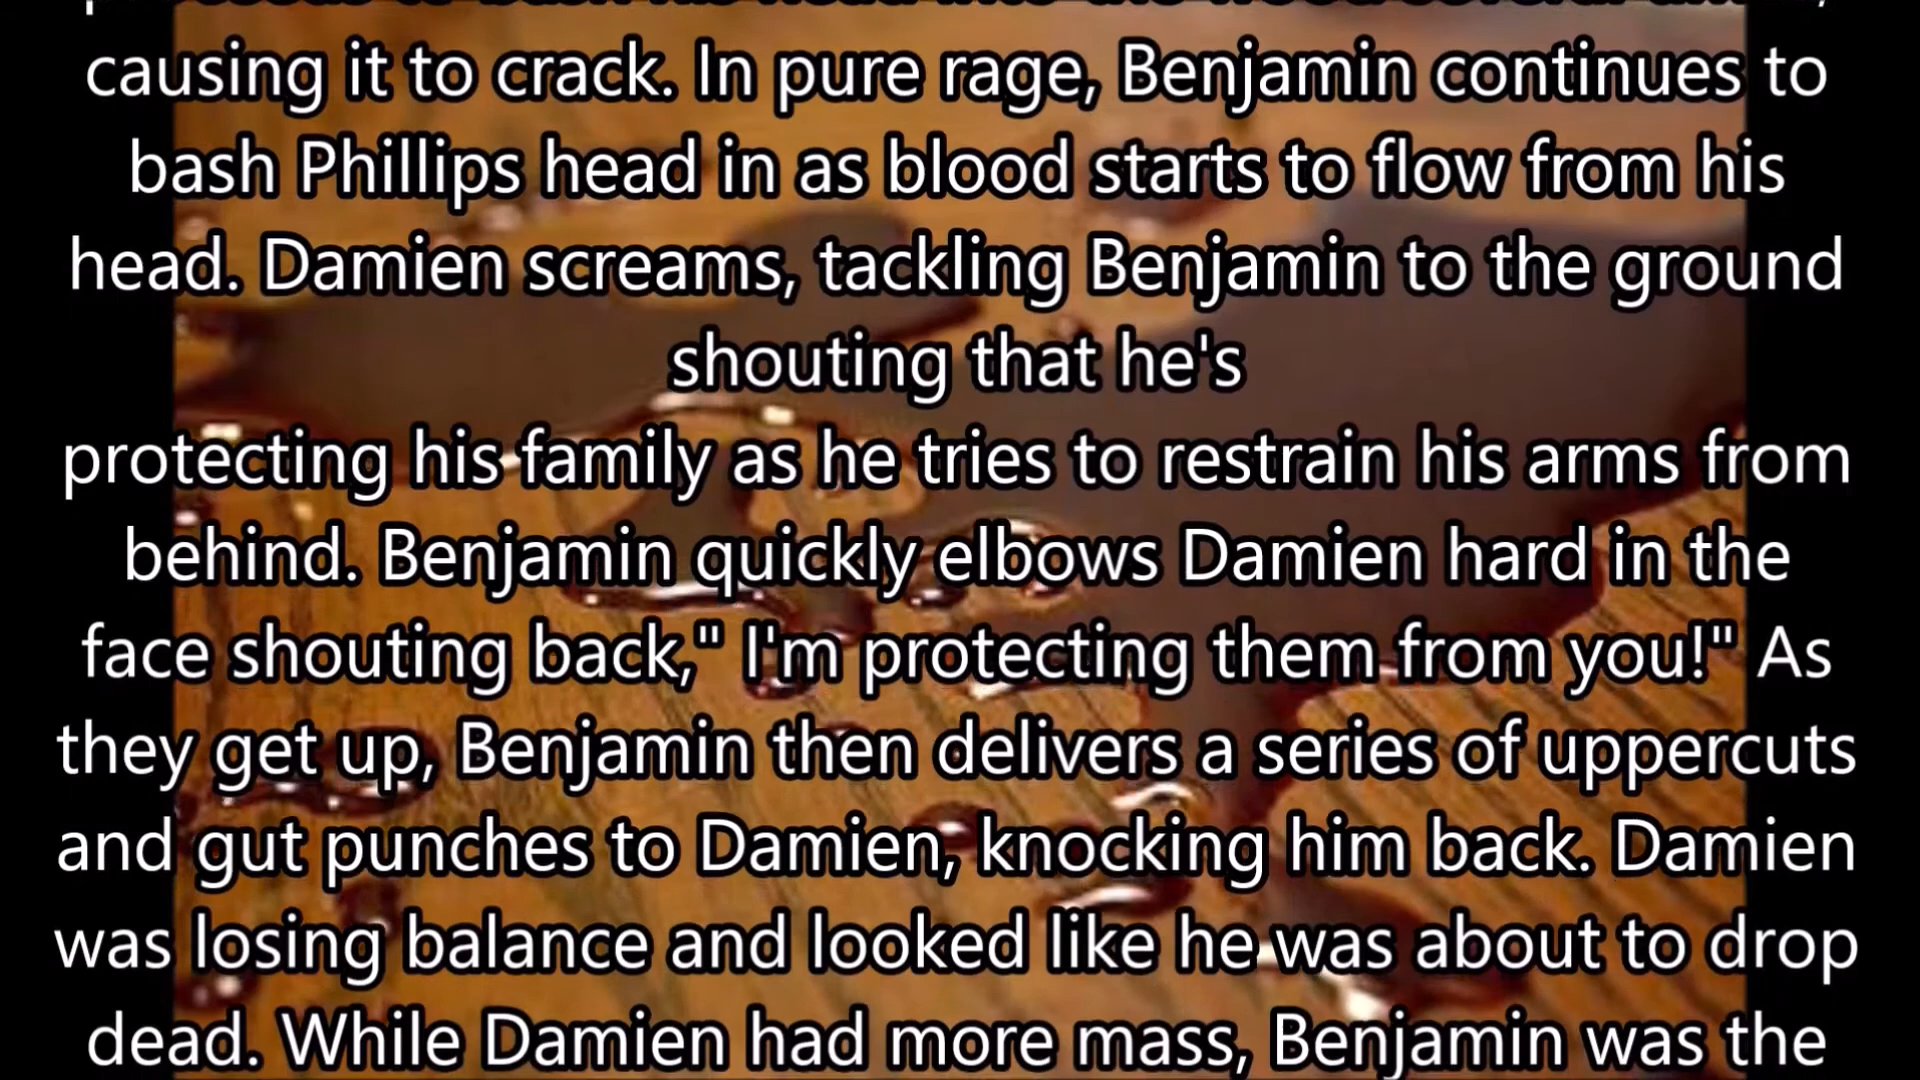 causing it to crack. In pure rage, Benjamin continues to
bash Phillips head in as blood starts to flow from his
head. Damien screams, tackling Benjamin to the ground
shouting that he's
protecting his family as he tries to restrain his arms from
behind. Benjamin quickly elbows Damien hard in the
face shouting back," I'm protecting them from you!" As
they get up, Benjamin then delivers a series of uppercuts
and gut punches to Damien, knocking him back. Damien
was losing balance and looked like he was about to drop
dead. While Damien had more mass, Benjamin was the